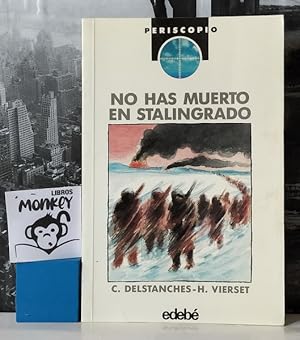 PERISCOPIO
NO HAS MUERTO
EN STALINGRADO
C. DELSTANCHES-H. VIERSET
edebé
LIBROS
MONKEY